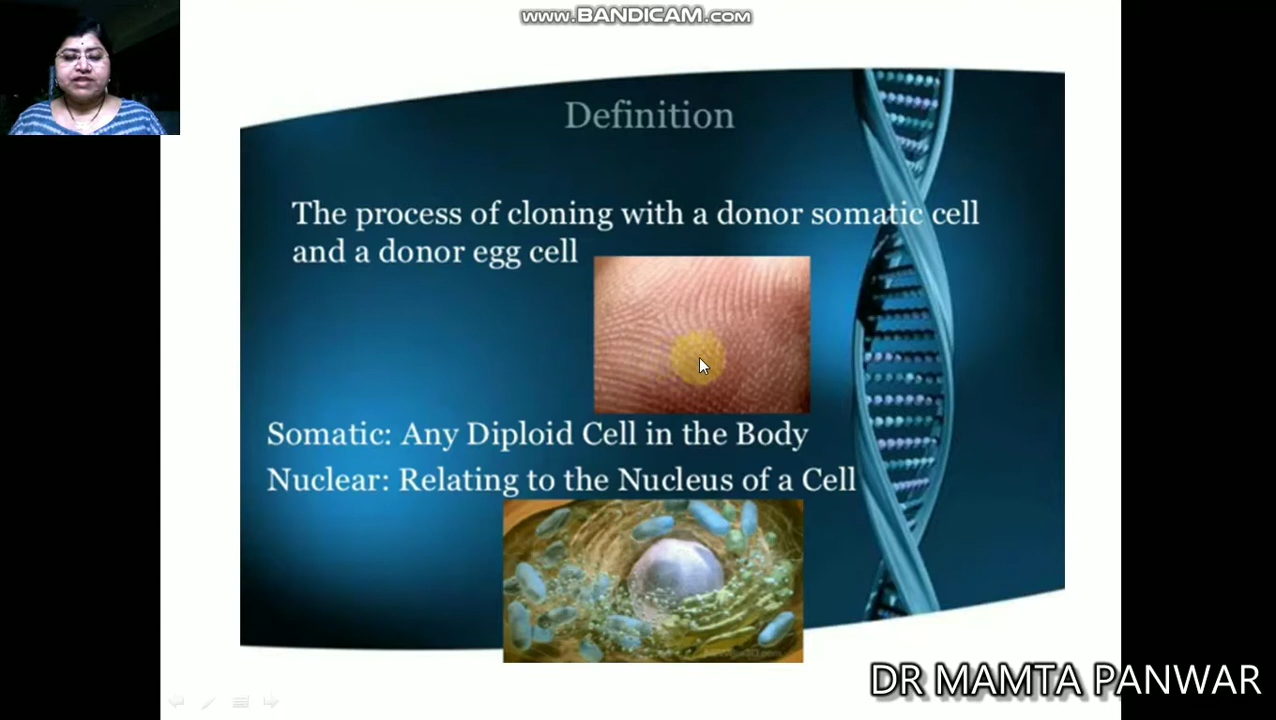 WWW.BANDICAM.COM
Definition
The process of cloning with a donor somatic cell
and a donor egg cell
Somatic: Any Diploid Cell in the Body
Nuclear: Relating to the Nucleus of a Cell
DR MAMTA PANWAR